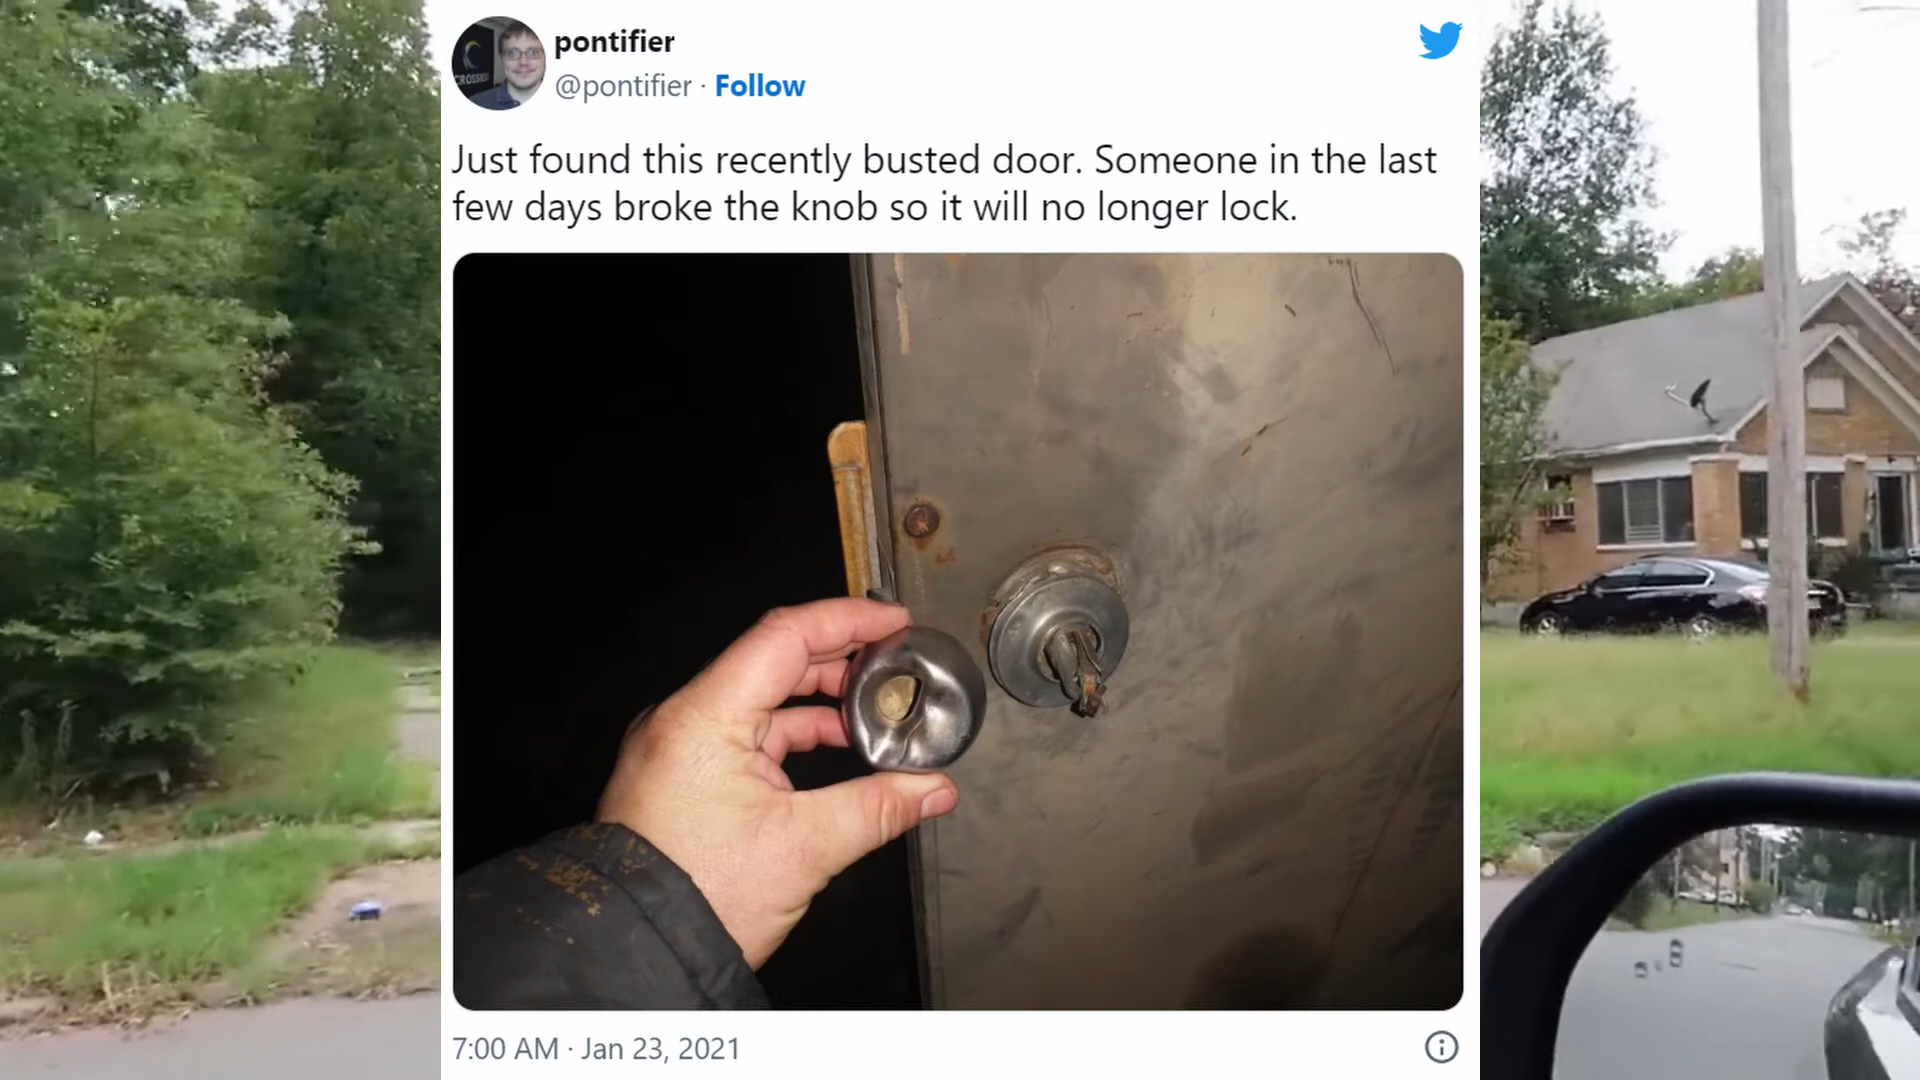 pontifier
@pontifier · Follow
Just found this recently busted door. Someone in the last
few days broke the knob so it will no longer lock.
7:00 AM · Jan 23, 2021